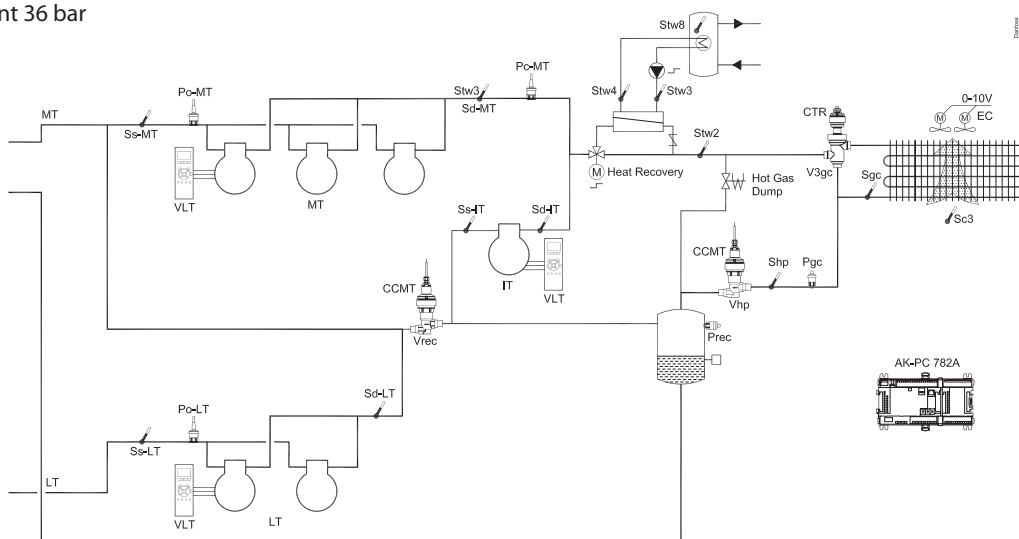 nt 36 bar
Danfoss
Stw8
Po-MT
Pc-MT
0-10V
MT
Stw3
Stw4
Stw3
CTR
M
M
EC
Ss-MT
Sd-MT
M
Stw2
Heat Recovery
V3gc
Hot Gas
Dump
Sgc
VLT
MT
Ss-IT
Sd-IT
Sc3
CCMT
CCMT
Shp
Pgc
IT
VLT
Vhp
Vrec
Prec
AK-PC 782A
Sd-LT
Po-LT
Ss-LT
LT
VLT
LT